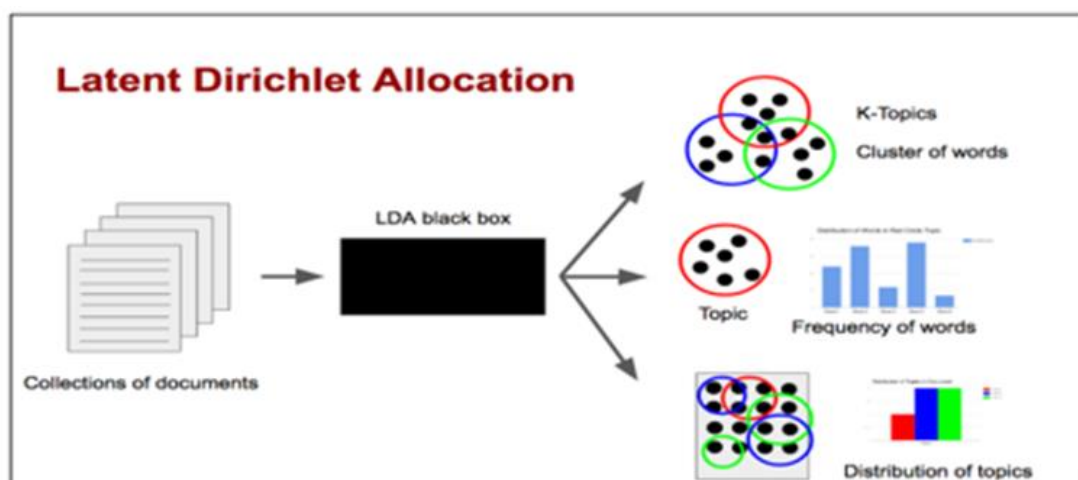 Latent Dirichlet Allocation
K-Topics
Cluster of words
LDA black box
Collections of documents
Topic
Frequency of words
Distribution of topics